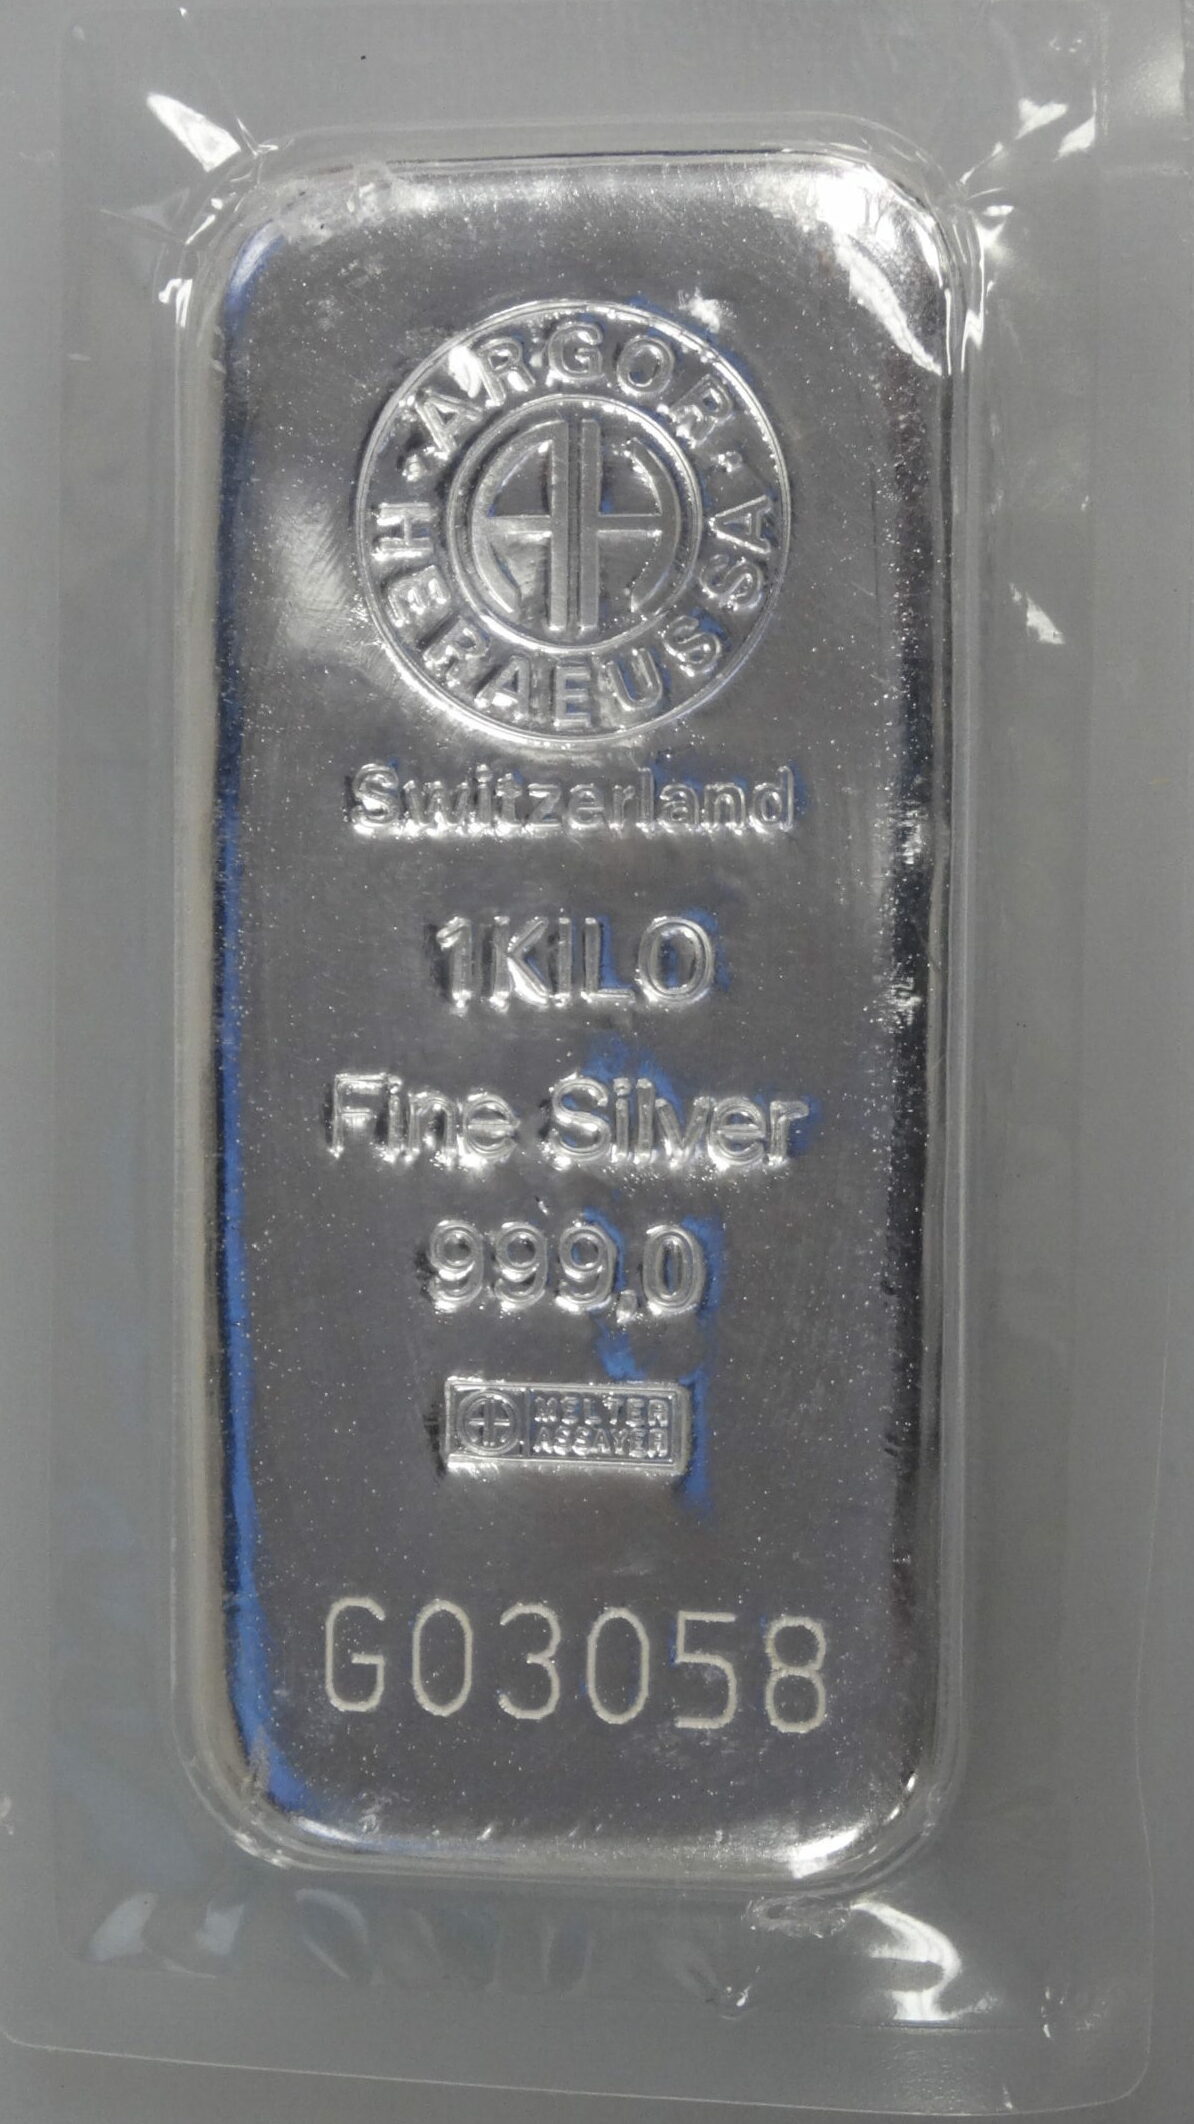 ARGOR
HERAEUS SA
Switzerland
1KILO
Fine Silver
999,0
MELTER
ASSAYER
G03058